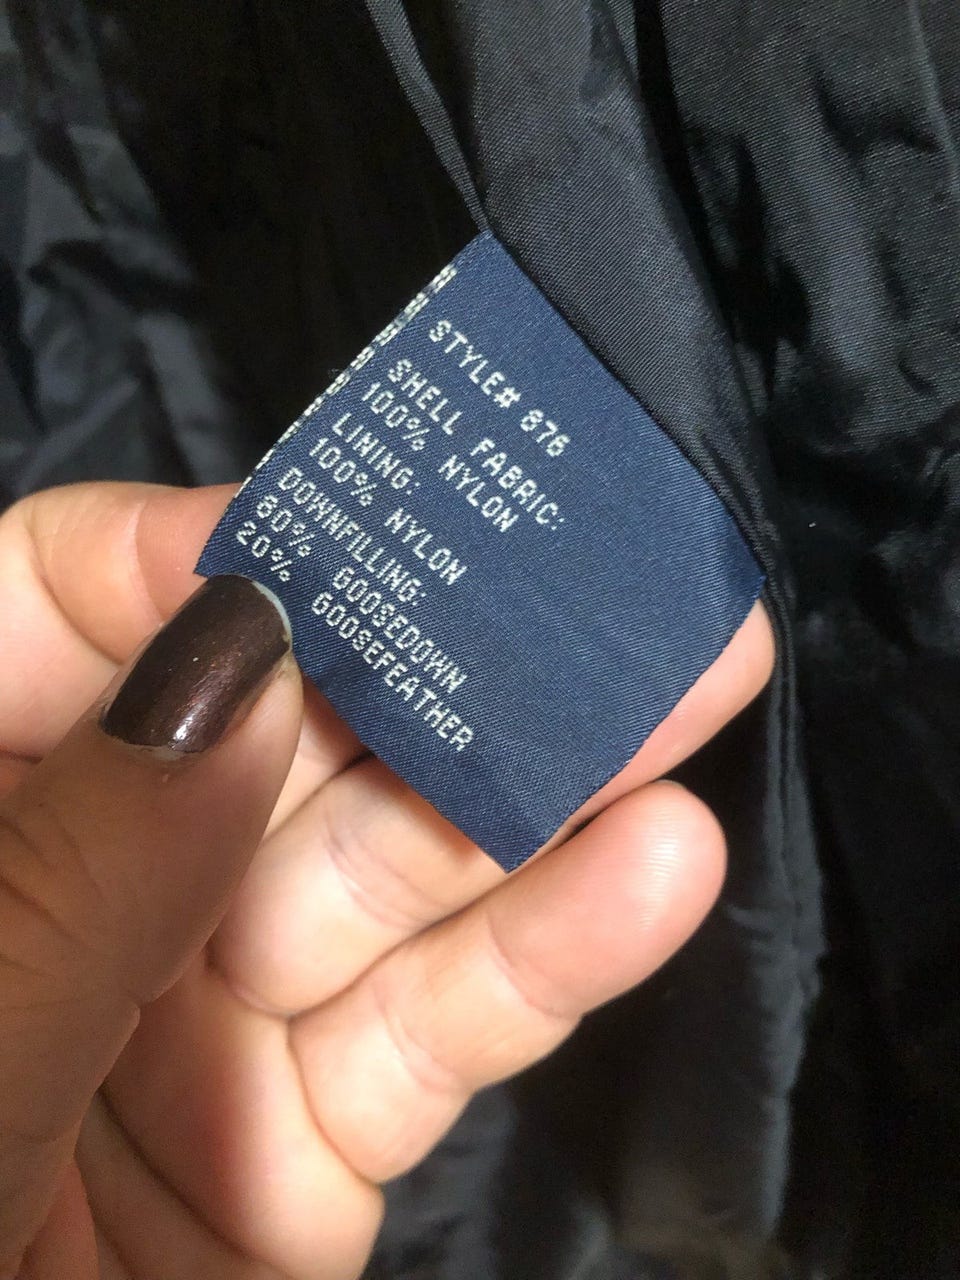 STYLE# 876
SHELL FABRIC:
100% NYLON
LINING:
100% NYLON
DOWNFILLING:
80% GOOSEDOWN
20% GOOSEFEATHER